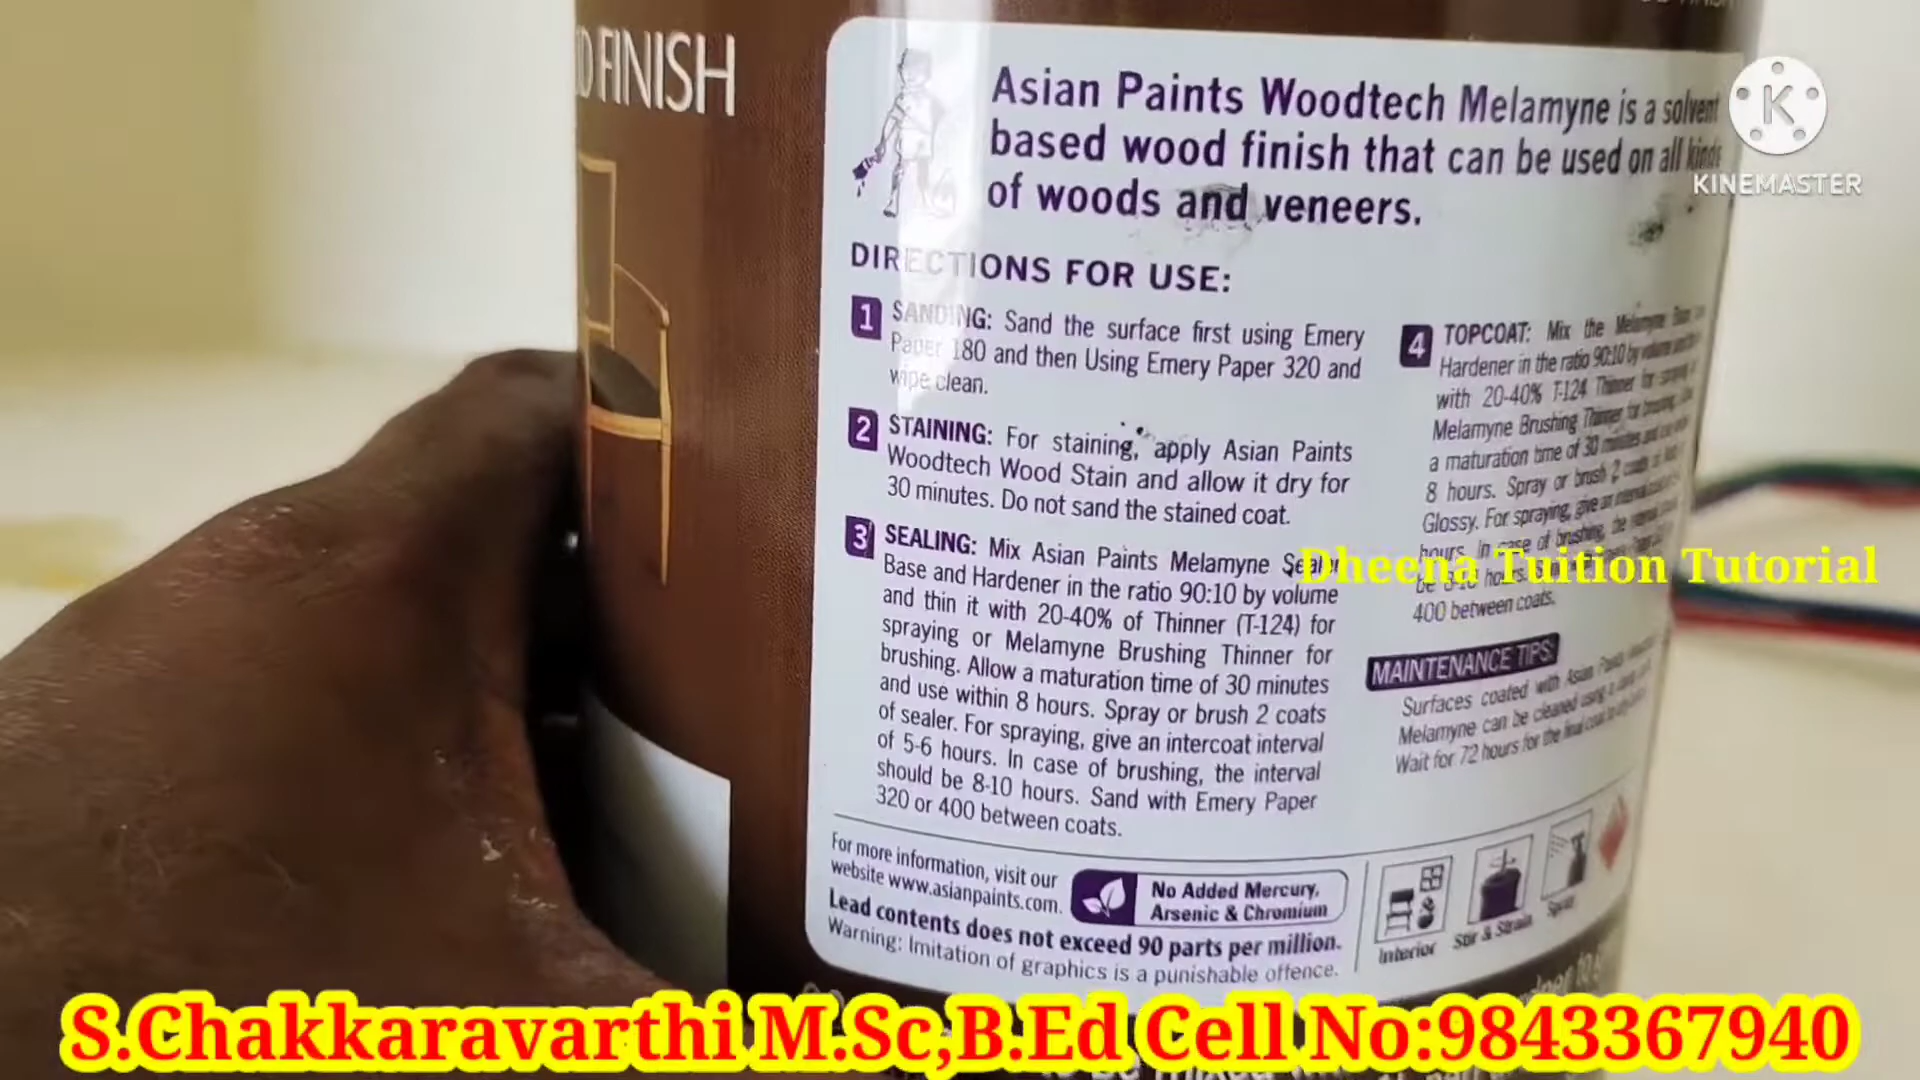 D FINISH
Asian Paints Woodtech Melamyne is a solvent
based wood finish that can be used on all kinds
of woods and veneers.
DIRECTIONS FOR USE:
1 SANDING: Sand the surface first using Emery
Paper 180 and then Using Emery Paper 320 and
wipe clean.
2 STAINING: For staining, apply Asian Paints
Woodtech Wood Stain and allow it dry for
30 minutes. Do not sand the stained coat.
3 SEALING: Mix Asian Paints Melamyne Sealer
Base and Hardener in the ratio 90:10 by volume
and thin it with 20-40% of Thinner (T-124) for
spraying or Melamyne Brushing Thinner for
brushing. Allow a maturation time of 30 minutes
and use within 8 hours. Spray or brush 2 coats
of sealer. For spraying, give an intercoat interval
of 5-6 hours. In case of brushing, the interval
should be 8-10 hours. Sand with Emery Paper
320 or 400 between coats.
4 TOPCOAT: Mix the Melamyne
Hardener in the ratio 90:10 by volume
with 20-40% T-124 Thinner for
Melamyne Brushing Thinner for brushing.
a maturation time of 30 minutes and
8 hours. Spray or brush 2 coats
Glossy. For spraying, give an
hours. In case of brushing, the
be 8-10 hours.
400 between coats.
MAINTENANCE TIPS:
Surfaces coated with Asian Paints
Melamyne can be cleaned using a
Wait for 72 hours for the final coat to
For more information, visit our
website www.asianpaints.com.
No Added Mercury,
Arsenic & Chromium
Lead contents does not exceed 90 parts per million.
Warning: Imitation of graphics is a punishable offence.
Interior
Stir & Strain
Spray
KINEMASTER
Dheena Tuition Tutorial
S.Chakkaravarthi M.Sc,B.Ed Cell No:9843367940